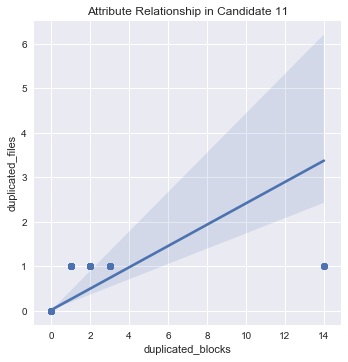 Attribute Relationship in Candidate 11
6
5
4
3
2
1
0
duplicated_files
0 2 4 6 8 10 12 14
duplicated_blocks